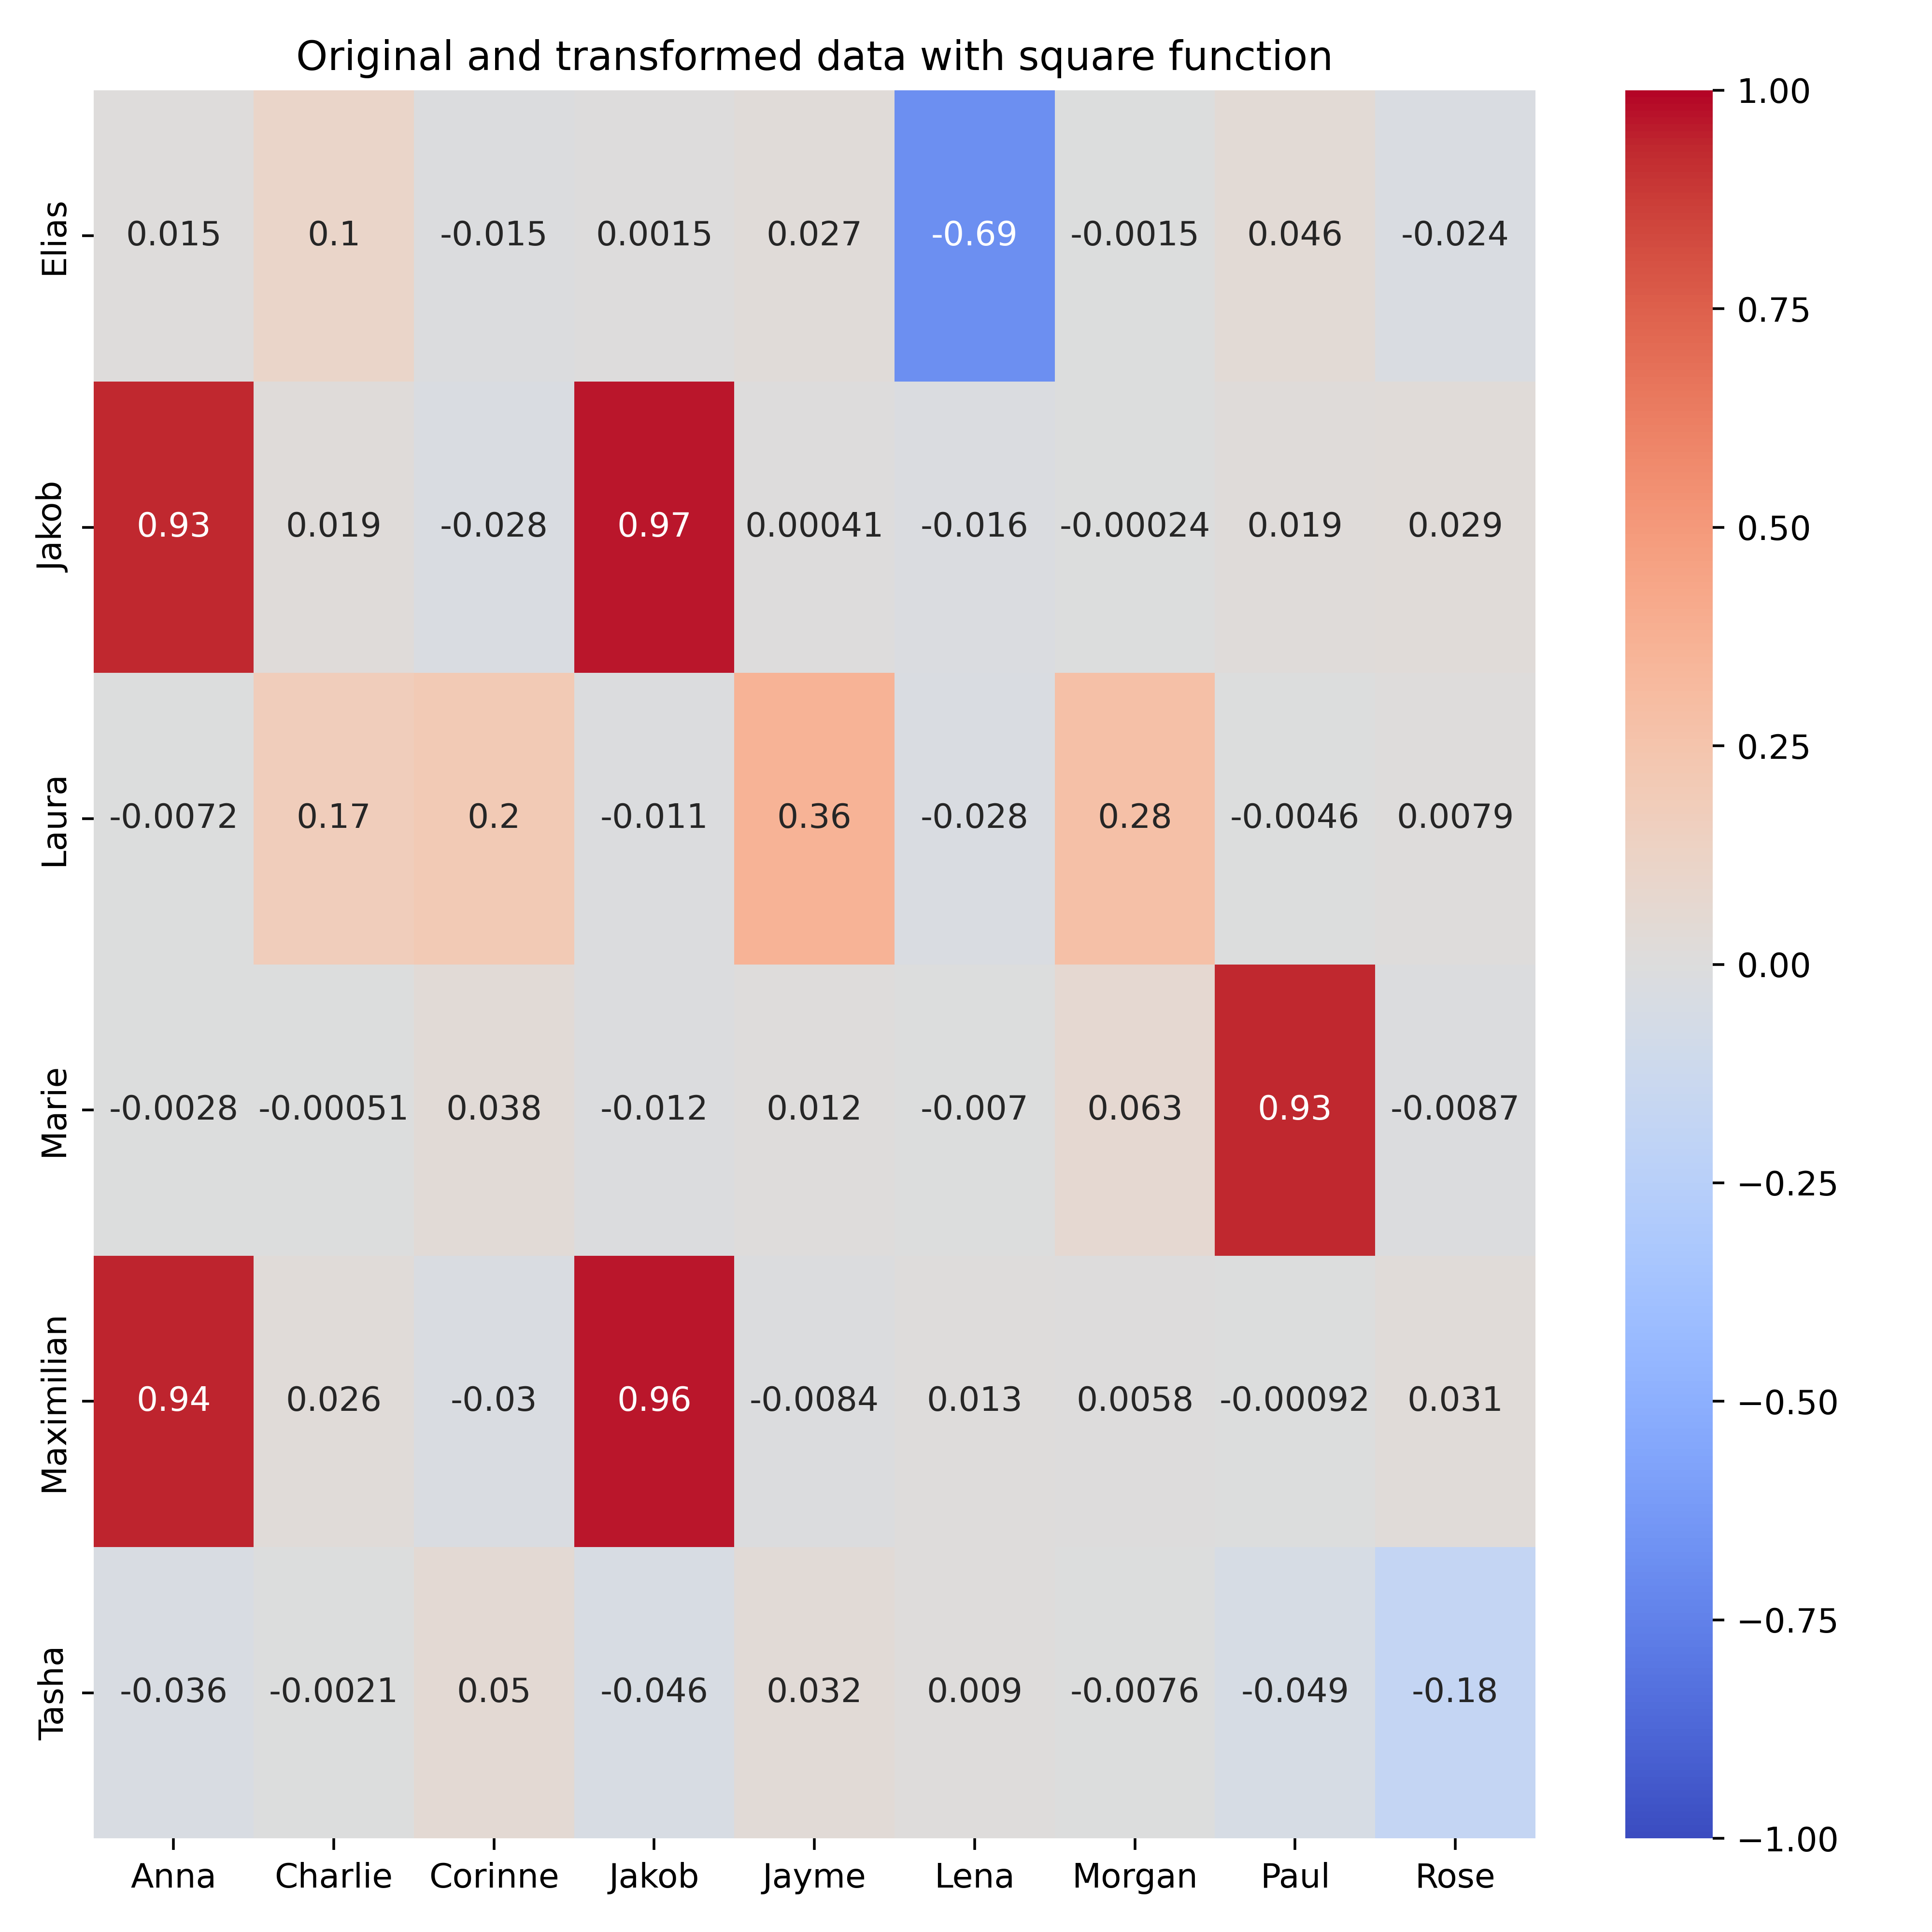 Original and transformed data with square function
Elias 0.015 0.1 -0.015 0.0015 0.027 -0.69 -0.0015 0.046 -0.024
Jakob 0.93 0.019 -0.028 0.97 0.00041 -0.016 -0.00024 0.019 0.029
Laura -0.0072 0.17 0.2 -0.011 0.36 -0.028 0.28 -0.0046 0.0079
Marie -0.0028 -0.00051 0.038 -0.012 0.012 -0.007 0.063 0.93 -0.0087
Maximilian 0.94 0.026 -0.03 0.96 -0.0084 0.013 0.0058 -0.00092 0.031
Tasha -0.036 -0.0021 0.05 -0.046 0.032 0.009 -0.0076 -0.049 -0.18
Anna Charlie Corinne Jakob Jayme Lena Morgan Paul Rose
1.00
0.75
0.50
0.25
0.00
−0.25
−0.50
−0.75
−1.00